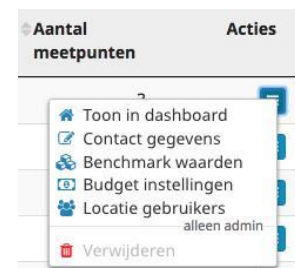 Aantal Acties
meetpunten
Toon in dashboard
Contact gegevens
Benchmark waarden
Budget instellingen
Locatie gebruikers
alleen admin
Verwijderen